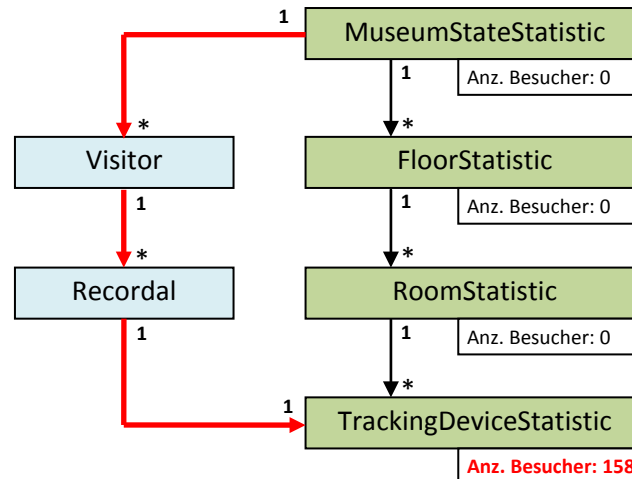 1
MuseumStateStatistic
1
Anz. Besucher: 0
*
*
Visitor
FloorStatistic
1
1
Anz. Besucher: 0
*
*
Recordal
RoomStatistic
1
1
Anz. Besucher: 0
*
1
TrackingDeviceStatistic
Anz. Besucher: 158